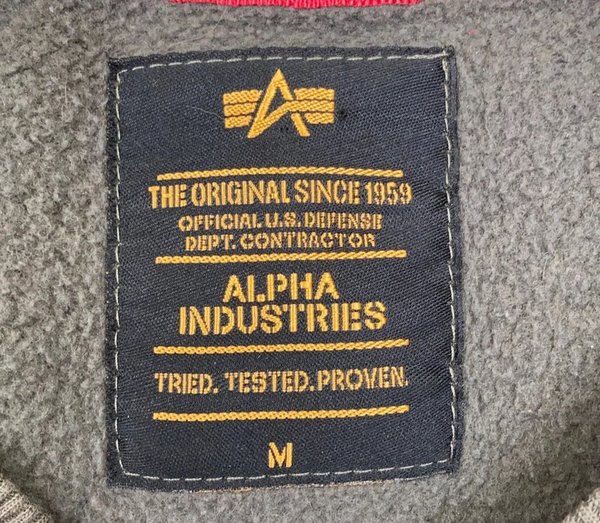 THE ORIGINAL SINCE 1959
OFFICIAL U.S. DEFENSE
DEPT. CONTRACTOR
ALPHA
INDUSTRIES
TRIED. TESTED. PROVEN.
M